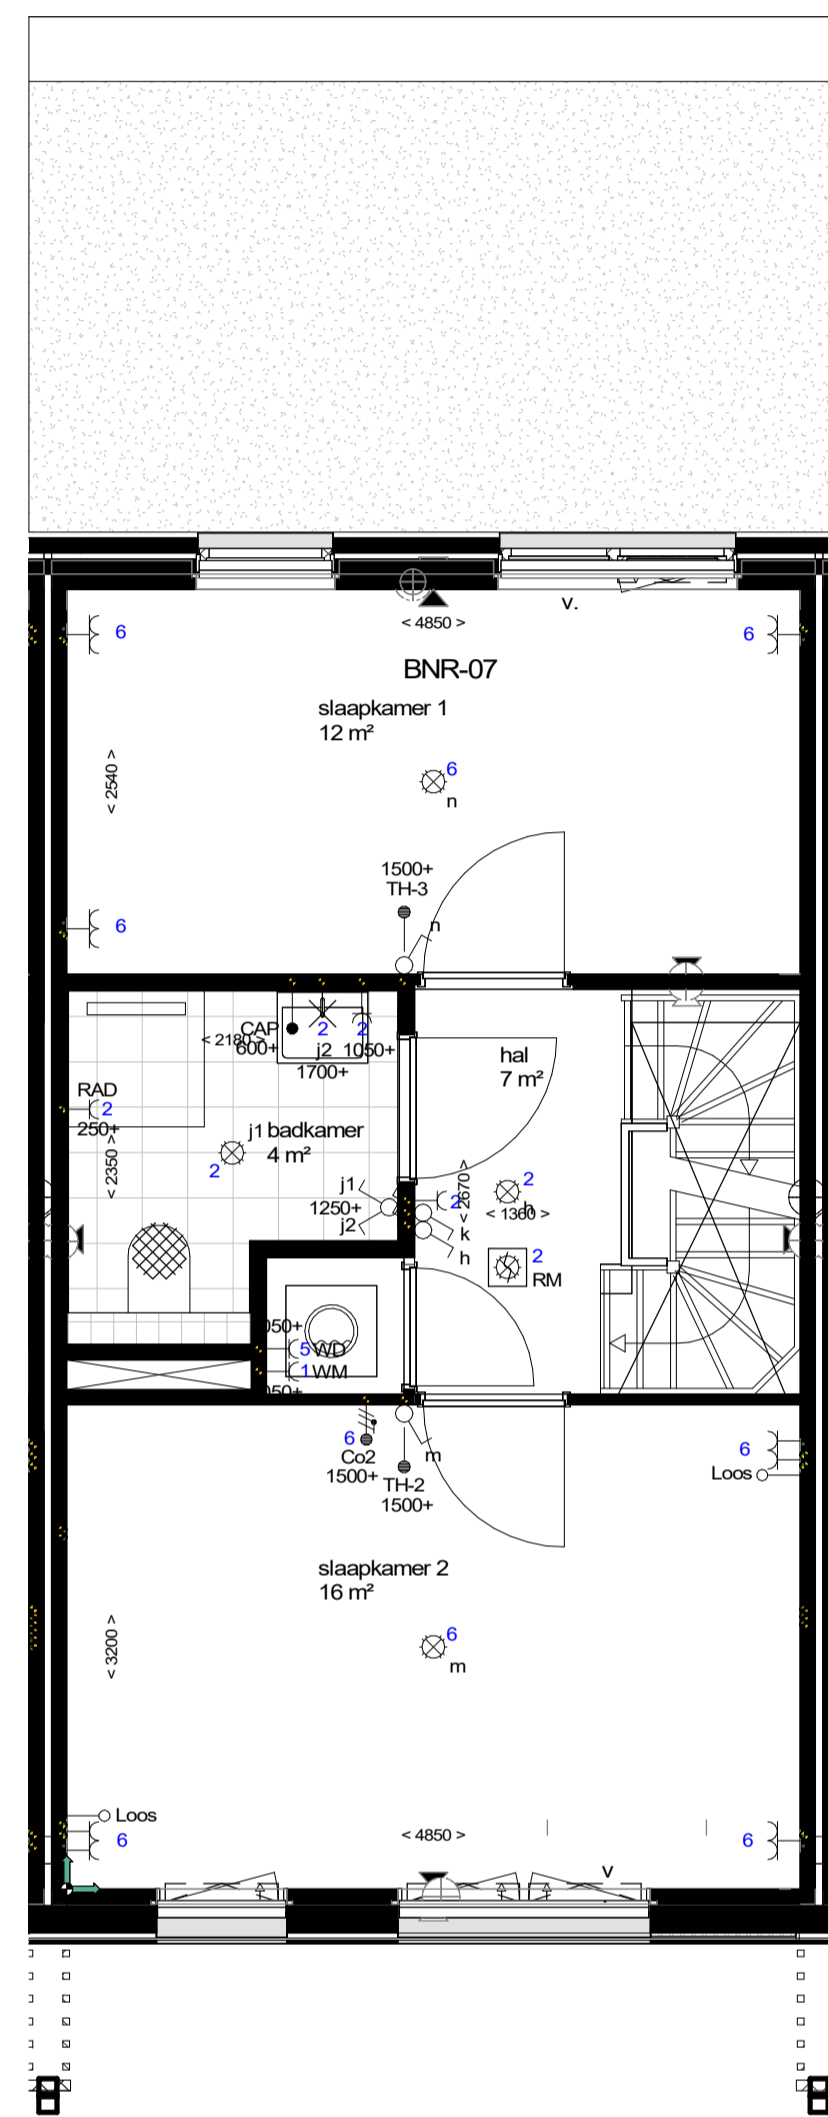 v.
6
< 4850 >
6
BNR-07
slaapkamer 1
12 m²
< 2540 >
6
n
1500+
TH-3
6
n
CAP
600+
< 2180 >
2
2
j2
1050+
1700+
hal
7 m²
RAD
2
250+
j1 badkamer
4 m²
2
< 2350 >
j1
1250+
j2
2
< 2670 >
2
h
< 1360 >
k
h
2
RM
050+
5 WD
1 WM
050+
6
Co2
1500+
m
TH-2
1500+
6
Loos
slaapkamer 2
16 m²
< 3200 >
6
m
Loos
6
< 4850 >
6
v